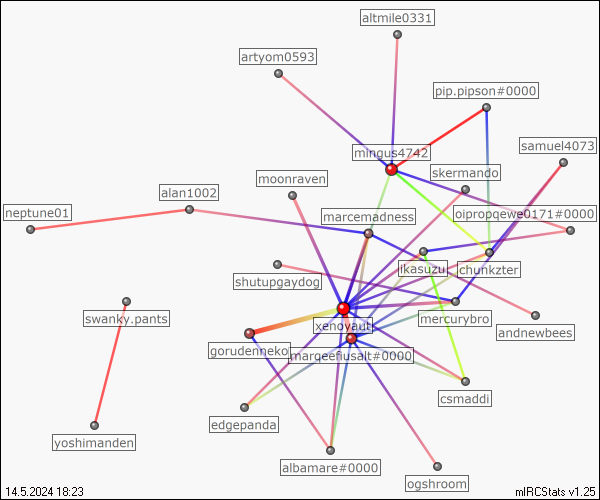 altmile0331
artyom0593
pip.pipson#0000
samuel4073
mingus4742
skermando
moonraven
alan1002
neptune01
marcemadness
oipropqewe0171#0000
shutupgaydog
ikasuzu
chunkzter
swanky.pants
xenoyaut
mercurybro
andnewbees
gorudenneko
margeefiusalt#0000
csmaddi
edgepanda
yoshimanden
albamare#0000
ogshroom
14.5.2024 18:23
mIRCStats v1.25